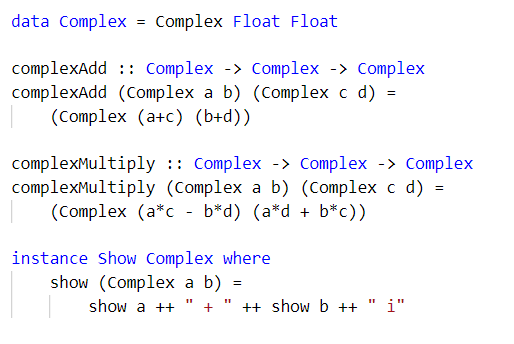 data Complex = Complex Float Float
complexAdd :: Complex -> Complex -> Complex
complexAdd (Complex a b) (Complex c d) =
(Complex (a+c) (b+d))
complexMultiply :: Complex -> Complex -> Complex
complexMultiply (Complex a b) (Complex c d) =
(Complex (a*c - b*d) (a*d + b*c))
instance Show Complex where
show (Complex a b) =
show a ++ " + " ++ show b ++ " i"